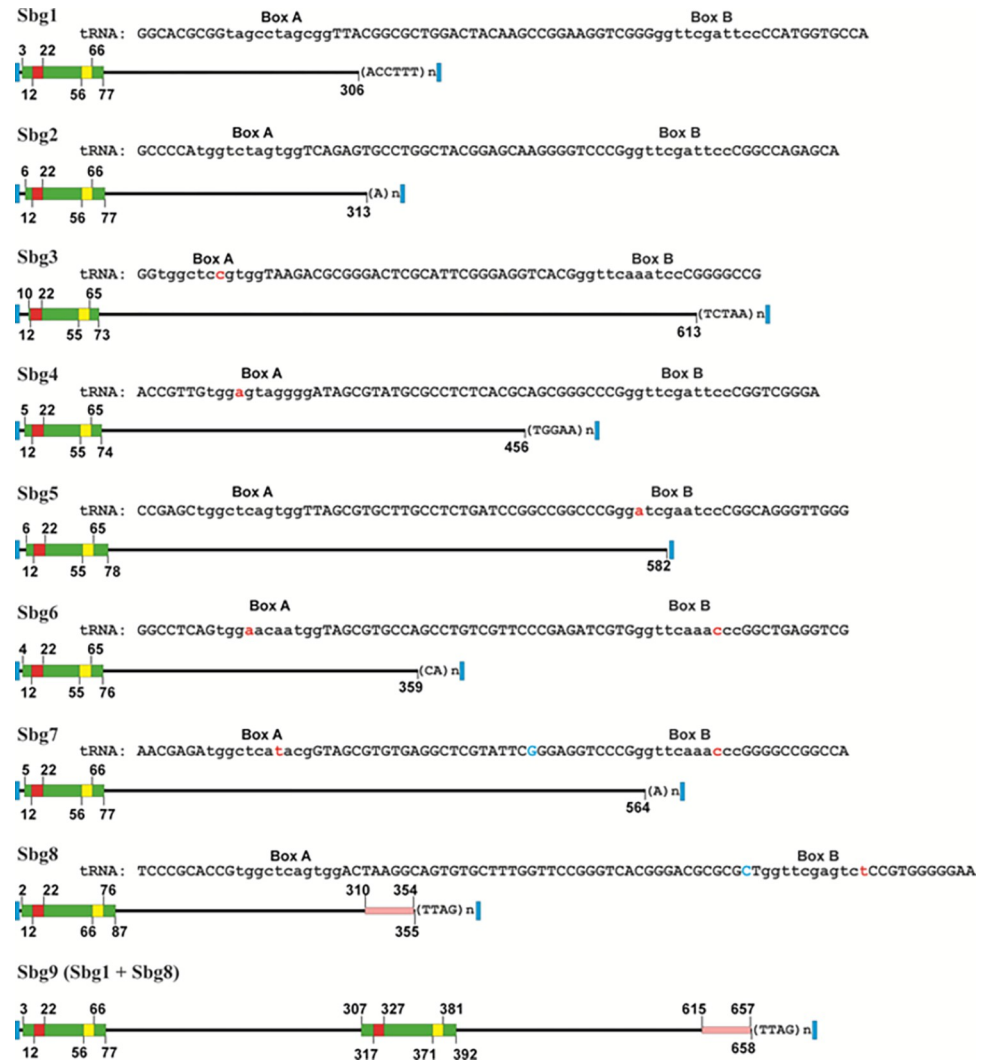 Sbg1
Box A Box B
tRNA: GGCACGCGGtagcctagcggTTACGGCGCTGGACTACAAGCCGGAAGGTCGGGggttcgattccCCATGGTGCCA
3 22 66
(ACCTTT)n
12 56 77 306
Sbg2
Box A Box B
tRNA: GCCCCATggtctagtggTCAGAGTGCCTGGCTACGGAGCAAGGGGTCCCGggttcgattccCGGCCAGAGCA
6 22 66
(A)n
12 56 77 313
Sbg3
Box A Box B
tRNA: GGtggctccgtggTAAGACGCGGGACTCGCATTCGGGAGGTCACGggttcaaatccCGGGGCCG
10 22 65
(TCTAA)n
12 55 73 613
Sbg4
Box A Box B
tRNA: ACCGTTGtggagtaggggATAGCGTATGCGCCTCTCACGCAGCGGGCCCGggttcgattccCGGTCGGGA
5 22 65
(TGGAA)n
12 55 74 456
Sbg5
Box A Box B
tRNA: CCGAGCTggctcagtggTTAGCGTGCTTGCCTCTGATCCGGCCGGCCCGggatcgaatccCGGCAGGGTTGGG
6 22 65
12 55 78 582
Sbg6
Box A Box B
tRNA: GGCCTCAGtggaacaatggTAGCGTGCCAGCCTGTCGTTCCCGAGATCGTGggttcaaacccGGCTGAGGTCG
4 22 65
(CA)n
12 55 76 359
Sbg7
Box A Box B
tRNA: AACGAGATggctcatacggTAGCGTGTGAGGCTCGTATTCGGGAGGTCCCGggttcaaacccGGGGCCGGCCA
5 22 66
(A)n
12 56 77 564
Sbg8
Box A Box B
tRNA: TCCCGCACCGtggctcagtggACTAAGGCAGTGTGCTTTGGTTCCGGGTCACGGGACGCGCGCTggttcgagtctCCGTGGGGGAA
2 22 76 310 354
(TTAG)n
12 66 87 355
Sbg9 (Sbg1 + Sbg8)
3 22 66 307 327 381 615 657
(TTAG)n
12 56 77 317 371 392 658